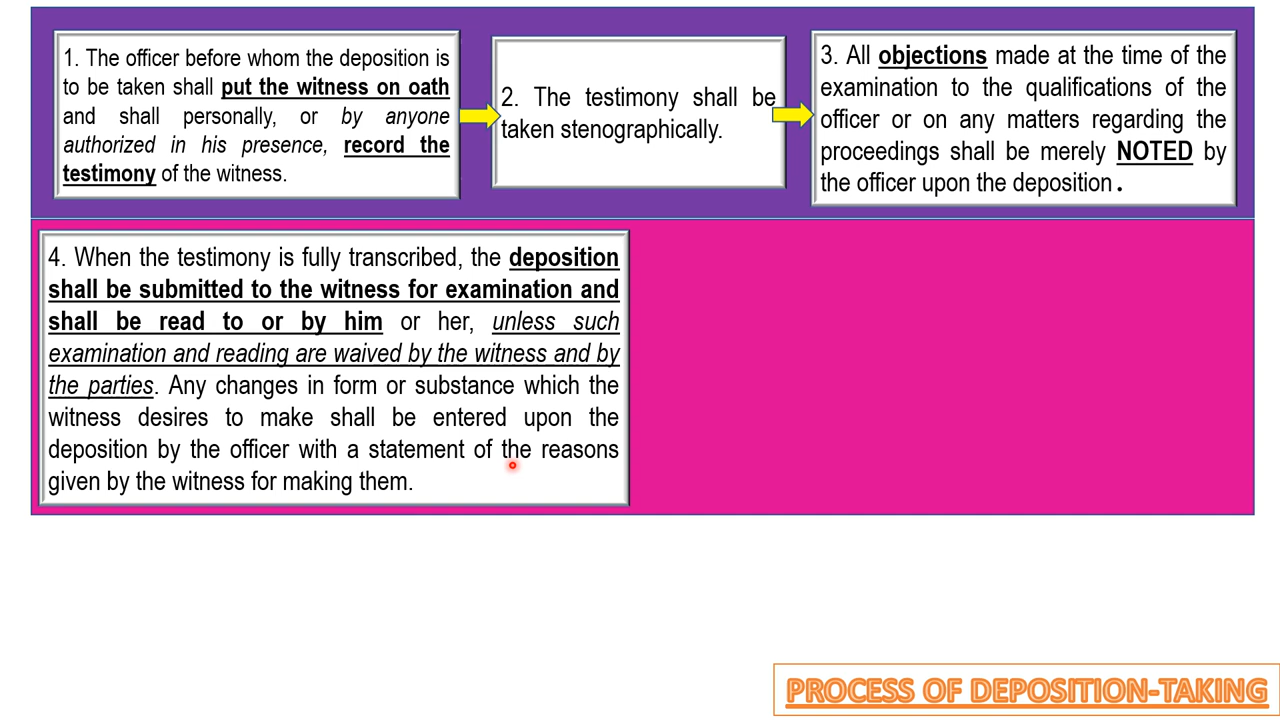 1. The officer before whom the deposition is
to be taken shall put the witness on oath
and shall personally, or by anyone
authorized in his presence, record the
testimony of the witness.
2. The testimony shall be
taken stenographically.
3. All objections made at the time of the
examination to the qualifications of the
officer or on any matters regarding the
proceedings shall be merely NOTED by
the officer upon the deposition.
4. When the testimony is fully transcribed, the deposition
shall be submitted to the witness for examination and
shall be read to or by him or her, unless such
examination and reading are waived by the witness and by
the parties. Any changes in form or substance which the
witness desires to make shall be entered upon the
deposition by the officer with a statement of the reasons
given by the witness for making them.
PROCESS OF DEPOSITION-TAKING